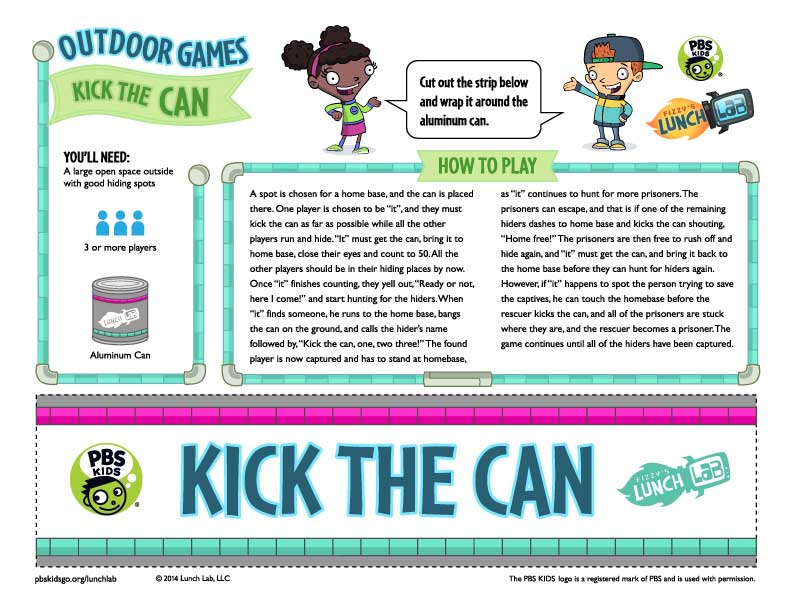 OUTDOOR GAMES
KICK THE CAN
YOU'LL NEED:
A large open space outside
with good hiding spots
3 or more players
LUNCH LAB
Aluminum Can
Cut out the strip below
and wrap it around the
aluminum can.
PBS
KIDS
®
FIZZY'S
LUNCH LAB
HOW TO PLAY
A spot is chosen for a home base, and the can is placed
there. One player is chosen to be "it", and they must
kick the can as far as possible while all the other
players run and hide. "It" must get the can, bring it to
home base, close their eyes and count to 50. All the
other players should be in their hiding places by now.
Once "it" finishes counting, they yell out, "Ready or not,
here I come!" and start hunting for the hiders. When
"it" finds someone, he runs to the home base, bangs
the can on the ground, and calls the hider's name
followed by, "Kick the can, one, two three!" The found
player is now captured and has to stand at homebase,
as "it" continues to hunt for more prisoners. The
prisoners can escape, and that is if one of the remaining
hiders dashes to home base and kicks the can shouting,
"Home free!" The prisoners are then free to rush off and
hide again, and "it" must get the can, and bring it back to
the home base before they can hunt for hiders again.
However, if "it" happens to spot the person trying to save
the captives, he can touch the homebase before the
rescuer kicks the can, and all of the prisoners are stuck
where they are, and the rescuer becomes a prisoner. The
game continues until all of the hiders have been captured.
PBS
KIDS
®
KICK THE CAN
FIZZY'S
LUNCH LAB
pbskidsgo.org/lunchlab
© 2014 Lunch Lab, LLC
The PBS KIDS logo is a registered mark of PBS and is used with permission.